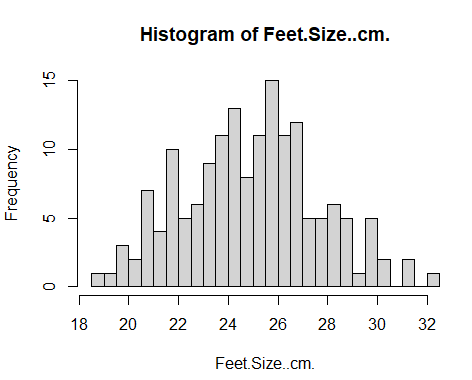 Histogram of Feet.Size..cm.
15
10
5
0
Frequency
18 20 22 24 26 28 30 32
Feet.Size..cm.